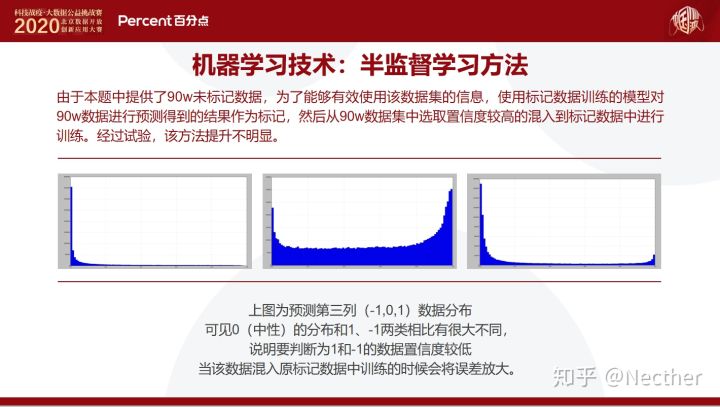 科技战疫·大数据公益挑战赛
2020 北京数据开放
创新应用大赛
Percent百分点
机器学习技术：半监督学习方法
由于本题中提供了90w未标记数据，为了能够有效使用该数据集的信息，使用标记数据训练的模型对
90w数据进行预测得到的结果作为标记，然后从90w数据集中选取置信度较高的混入到标记数据中进行
训练。经过试验，该方法提升不明显。
上图为预测第三列（-1,0,1）数据分布
可见0（中性）的分布和1、-1两类相比有很大不同，
说明要判断为1和-1的数据置信度较低
当该数据混入原标记数据中训练的时候会将误差放大。
知乎 @Necther